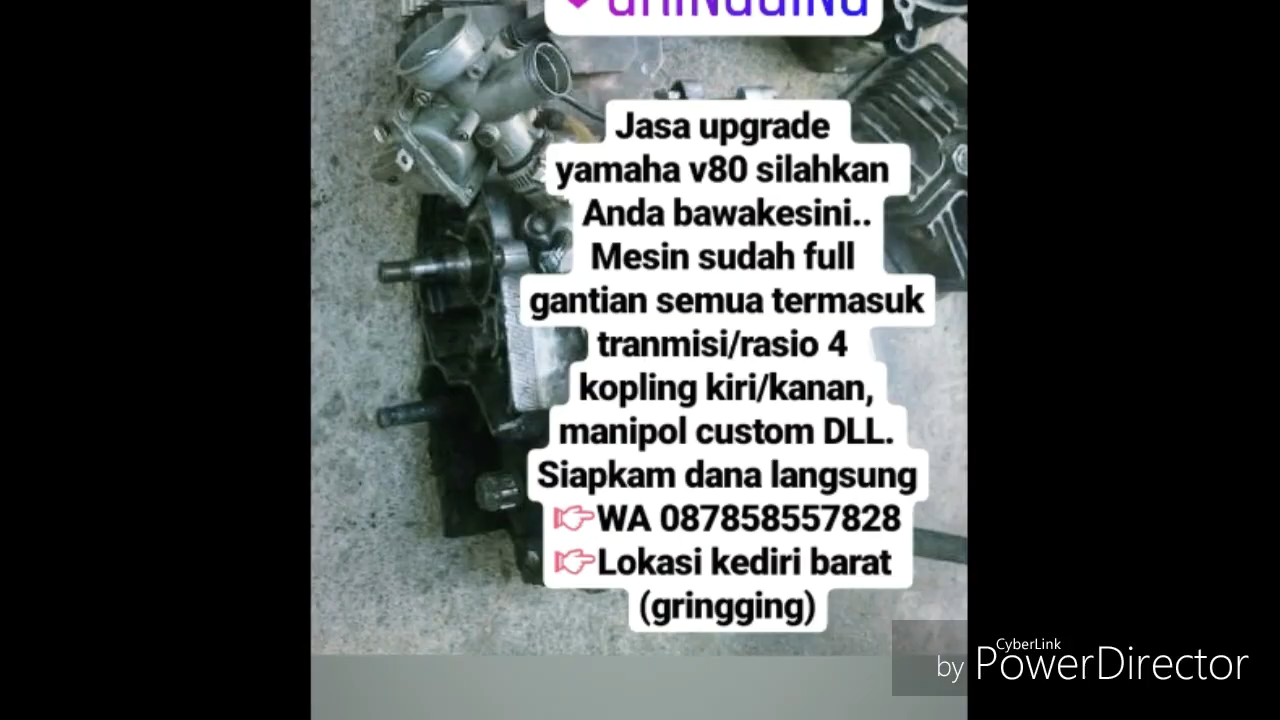 Jasa upgrade
yamaha v80 silahkan
Anda bawakesini..
Mesin sudah full
gantian semua termasuk
tranmisi/rasio 4
kopling kiri/kanan,
manipol custom DLL.
Siapkam dana langsung
👉WA 087858557828
👉Lokasi kediri barat
(gringging)
CyberLink
by PowerDirector